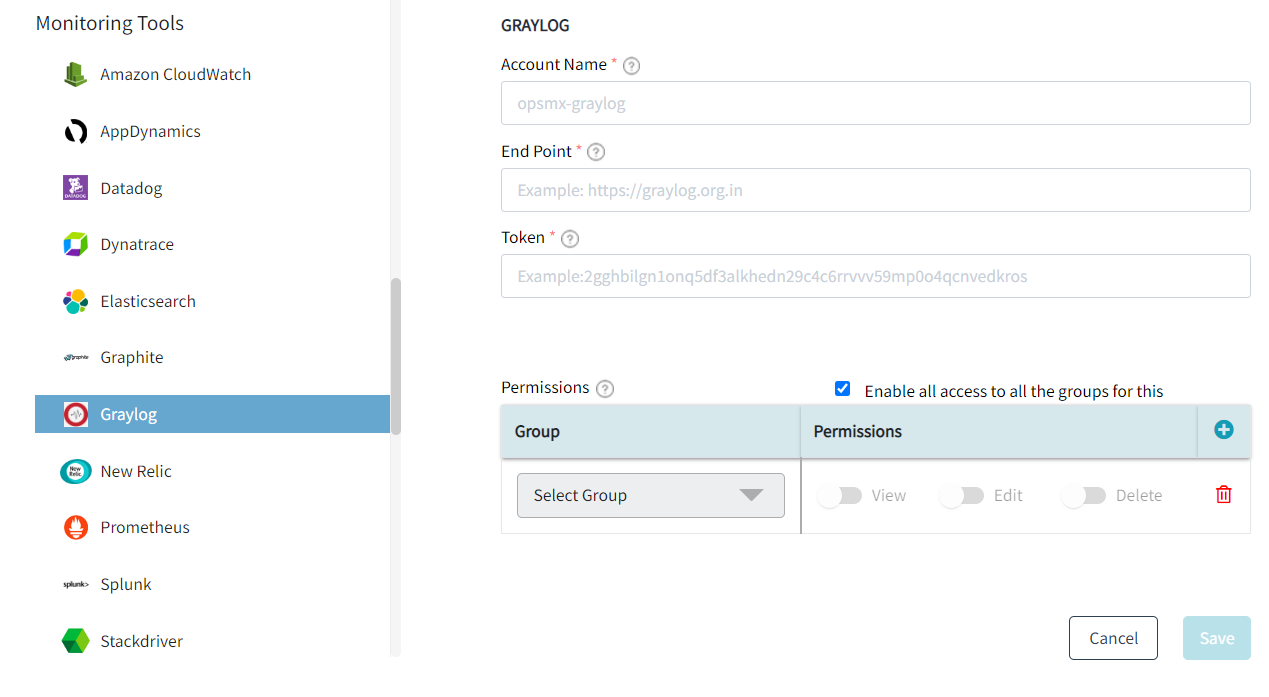 Monitoring Tools
Amazon CloudWatch
AppDynamics
DATADOG
Datadog
Dynatrace
Elasticsearch
graphite
Graphite
Graylog
New Relic
New Relic
Prometheus
splunk>
Splunk
Stackdriver
GRAYLOG
Account Name * ?
opsmx-graylog
End Point * ?
Example: https://graylog.org.in
Token * ?
Example:2gghbilgn1onq5df3alkhedn29c4c6rrvvv59mp0o4qcnvedkros
Permissions ? Enable all access to all the groups for this
Group Permissions
Select Group View Edit Delete
Cancel Save